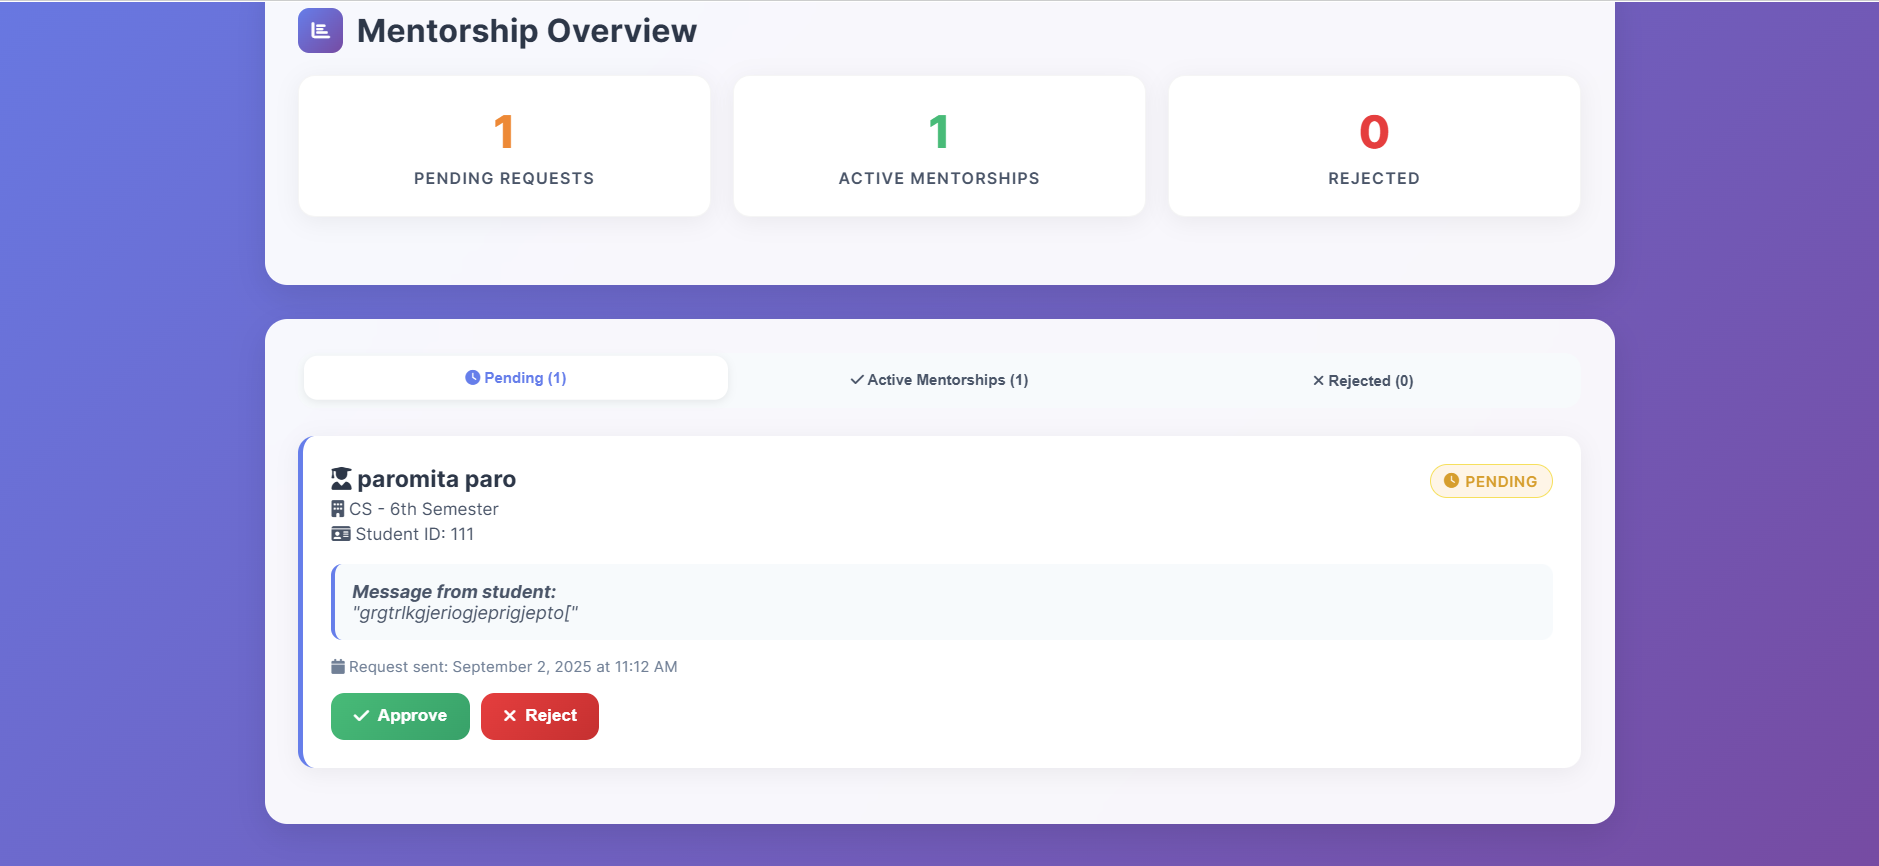 Mentorship Overview
1
PENDING REQUESTS
1
ACTIVE MENTORSHIPS
0
REJECTED
Pending (1)
Active Mentorships (1)
Rejected (0)
paromita paro
PENDING
CS - 6th Semester
Student ID: 111
Message from student:
"grgtrlkgjeriogjeprigjepto["
Request sent: September 2, 2025 at 11:12 AM
Approve
Reject